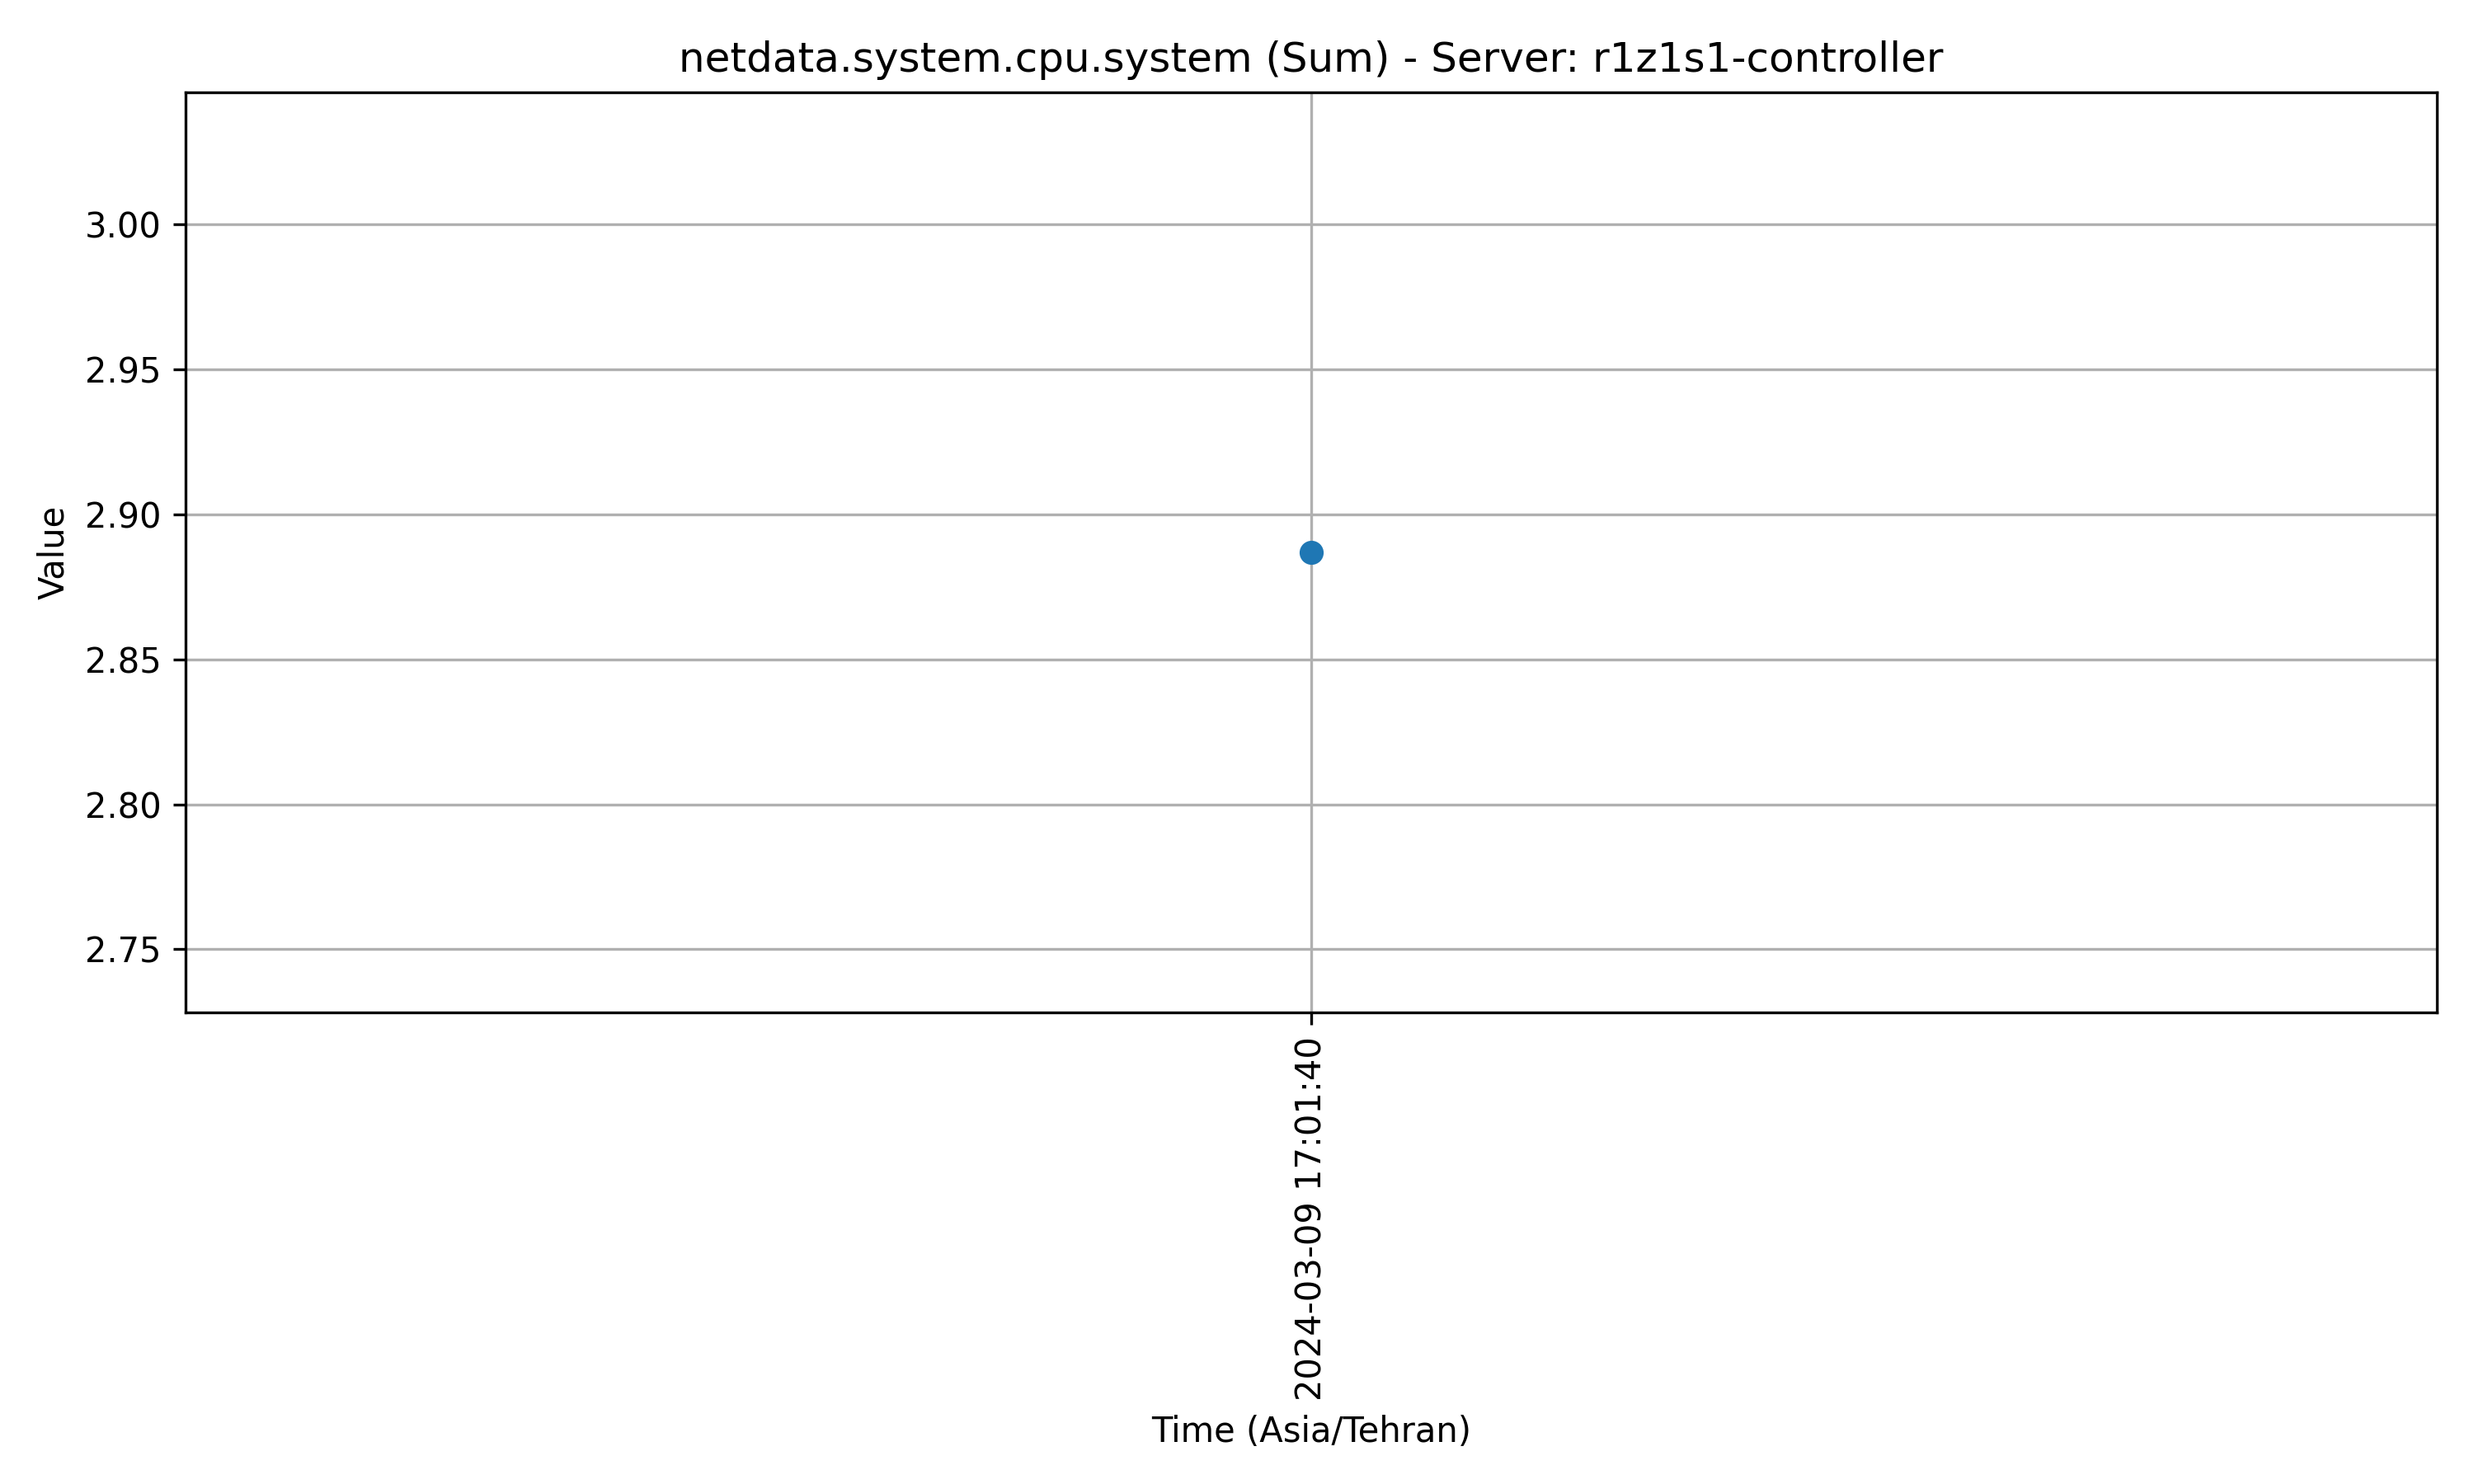 netdata.system.cpu.system (Sum) - Server: r1z1s1-controller
3.00
2.95
2.90
2.85
2.80
2.75
Value
2024-03-09 17:01:40
Time (Asia/Tehran)